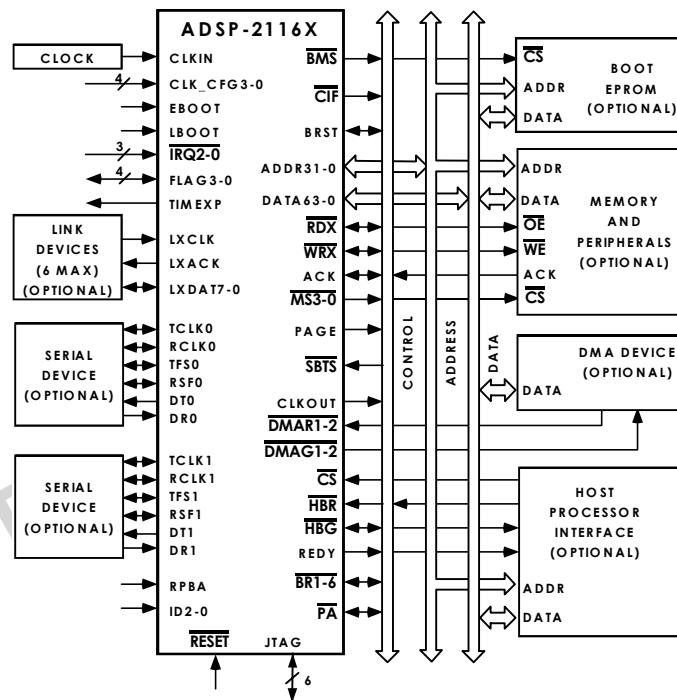 ADSP-2116X
CLOCK
CLKIN
4
CLK_CFG3-0
EBOOT
LBOOT
3
IRQ2-0
4
FLAG3-0
TIMEXP
LINK
DEVICES
(6 MAX)
(OPTIONAL)
LXCLK
LXACK
LXDAT7-0
SERIAL
DEVICE
(OPTIONAL)
TCLK0
RCLK0
TFS0
RSF0
DT0
DR0
SERIAL
DEVICE
(OPTIONAL)
TCLK1
RCLK1
TFS1
RSF1
DT1
DR1
RPBA
ID2-0
RESET
JTAG
6
BMS
CIF
BRST
ADDR31-0
DATA63-0
RDX
WRX
ACK
MS3-0
PAGE
SBTS
CLKOUT
DMAR1-2
DMAG1-2
CS
HBR
HBG
REDY
BR1-6
PA
CONTROL
ADDRESS
DATA
CS
ADDR
DATA
BOOT
EPROM
(OPTIONAL)
ADDR
DATA
OE
WE
ACK
CS
MEMORY
AND
PERIPHERALS
(OPTIONAL)
DMA DEVICE
(OPTIONAL)
DATA
HOST
PROCESSOR
INTERFACE
(OPTIONAL)
ADDR
DATA